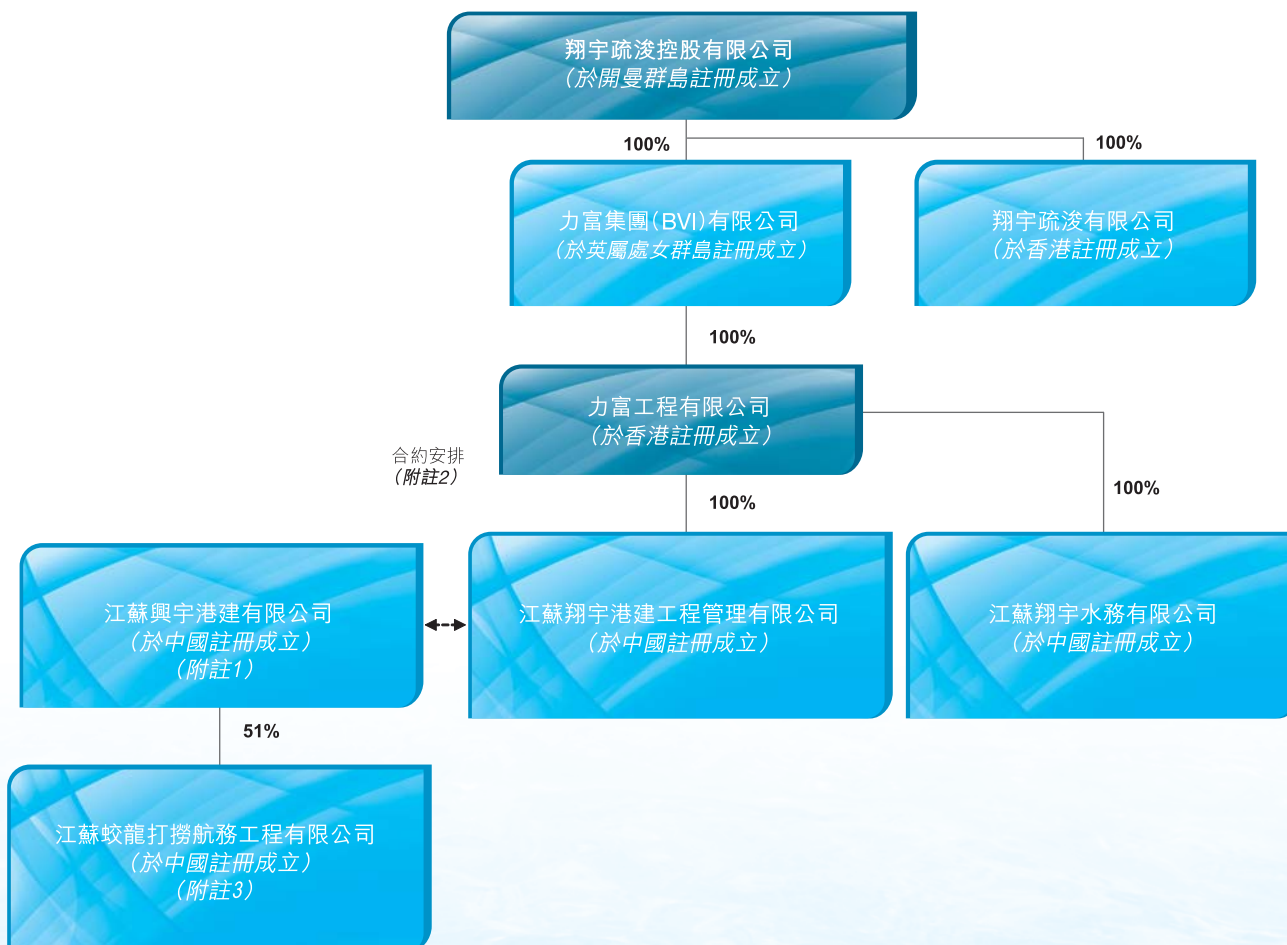 翔宇疏浚控股有限公司
(於開曼群島註冊成立)
100%
100%
力富集團(BVI)有限公司
(於英屬處女群島註冊成立)
翔宇疏浚有限公司
(於香港註冊成立)
100%
力富工程有限公司
(於香港註冊成立)
合約安排
(附註2)
100%
100%
江蘇興宇港建有限公司
(於中國註冊成立)
(附註1)
江蘇翔宇港建工程管理有限公司
(於中國註冊成立)
江蘇翔宇水務有限公司
(於中國註冊成立)
51%
江蘇蛟龍打撈航務工程有限公司
(於中國註冊成立)
(附註3)